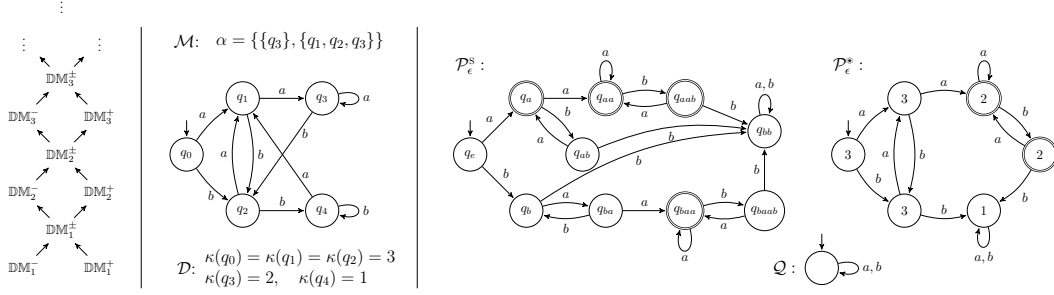 ⋮
⋮ ⋮
𝔻𝕄₃^±
𝔻𝕄₃^- 𝔻𝕄₃^+
𝔻𝕄₂^±
𝔻𝕄₂^- 𝔻𝕄₂^+
𝔻𝕄₁^±
𝔻𝕄₁^- 𝔻𝕄₁^+
ℳ: α = {{q₃}, {q₁, q₂, q₃}}
q₁ a q₃ a
a b
q₀ a b
b a
q₂ b q₄ b
𝒟: κ(q₀) = κ(q₁) = κ(q₂) = 3
κ(q₃) = 2, κ(q₄) = 1
𝒫_ϵ^S :
a
q_a a q_aa b q_aab a, b
a b a b
a b
q_e q_ab b q_bb
b b
a a b
q_b b q_ba q_baa a q_baab
a
𝒫_ϵ^⊛ :
3 a 2
a b
3 a b a 2
b b
3 b 1
a, b
𝒬 : a, b